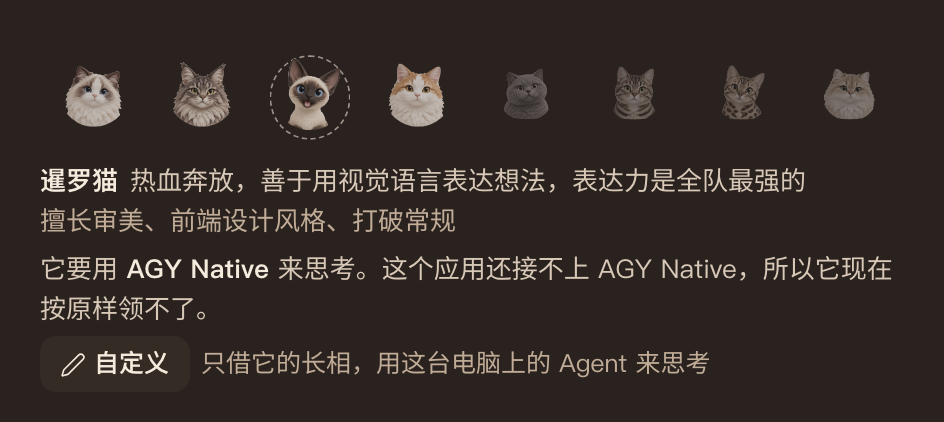 暹罗猫 热血奔放，善于用视觉语言表达想法，表达力是全队最强的
擅长审美、前端设计风格、打破常规
它要用 AGY Native 来思考。这个应用还接不上 AGY Native，所以它现在
按原样领不了。
自定义 只借它的长相，用这台电脑上的 Agent 来思考